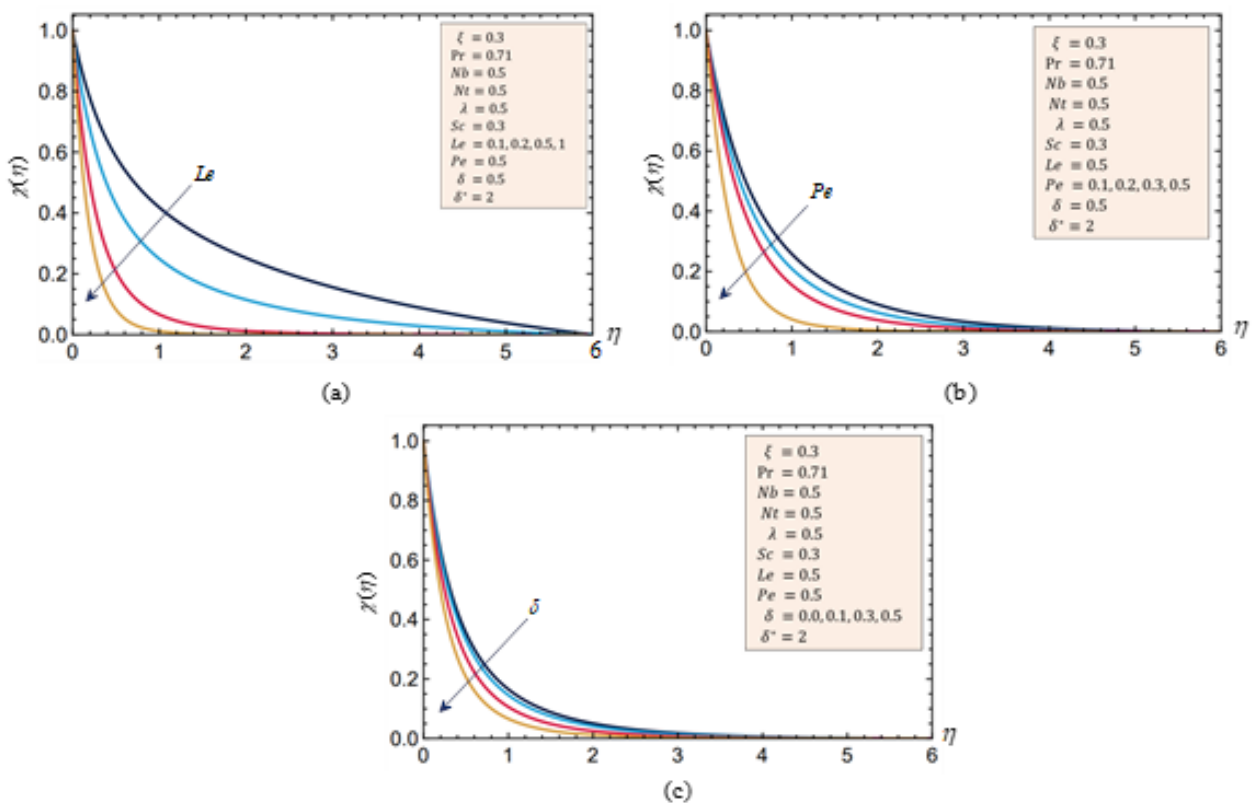 χ(η)
1.0
0.8
0.6
0.4
0.2
0.0
0
1
2
3
4
5
6
η
Le
ξ = 0.3
Pr = 0.71
Nb = 0.5
Nt = 0.5
λ = 0.5
Sc = 0.3
Le = 0.1, 0.2, 0.5, 1
Pe = 0.5
δ = 0.5
δ* = 2
(a)
χ(η)
1.0
0.8
0.6
0.4
0.2
0.0
0
1
2
3
4
5
6
η
Pe
ξ = 0.3
Pr = 0.71
Nb = 0.5
Nt = 0.5
λ = 0.5
Sc = 0.3
Le = 0.5
Pe = 0.1, 0.2, 0.3, 0.5
δ = 0.5
δ* = 2
(b)
χ(η)
1.0
0.8
0.6
0.4
0.2
0.0
0
1
2
3
4
5
6
η
δ
ξ = 0.3
Pr = 0.71
Nb = 0.5
Nt = 0.5
λ = 0.5
Sc = 0.3
Le = 0.5
Pe = 0.5
δ = 0.0, 0.1, 0.3, 0.5
δ* = 2
(c)